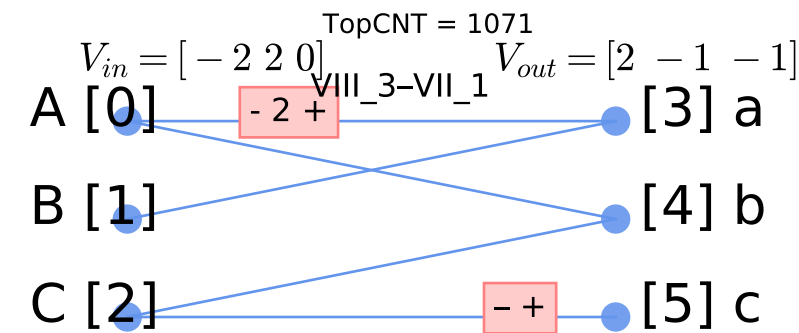 TopCNT = 1071
V_in = [ − 2 2 0] V_out = [2 − 1 − 1]
VIII_3–VII_1
A [0] - 2 + [3] a
B [1] [4] b
C [2] – + [5] c